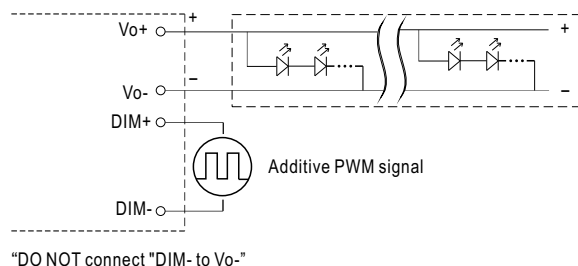 Vo+
+
+
Vo-
−
−
DIM+
Additive PWM signal
DIM-
“DO NOT connect "DIM- to Vo-”